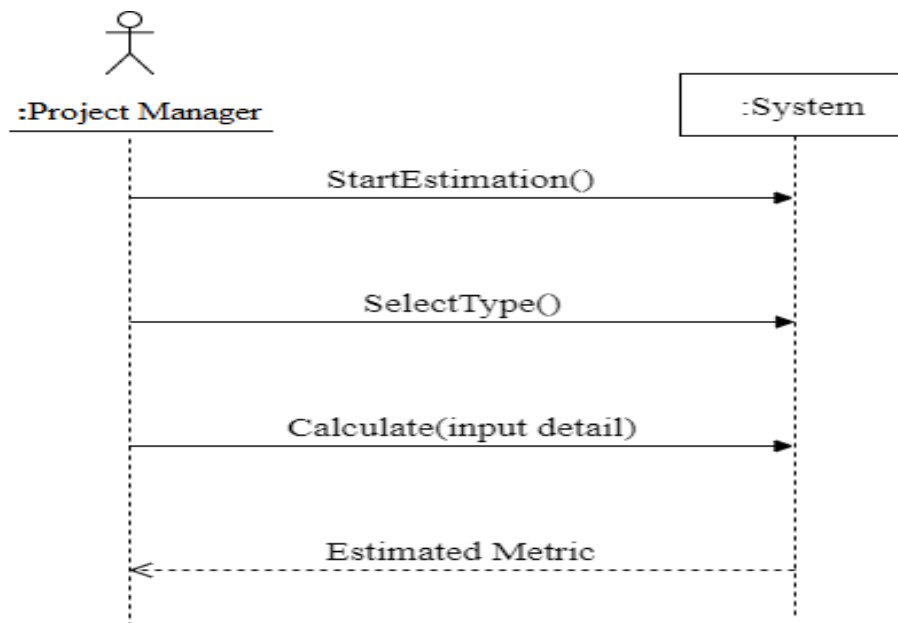 :Project Manager
:System
StartEstimation()
SelectType()
Calculate(input detail)
Estimated Metric